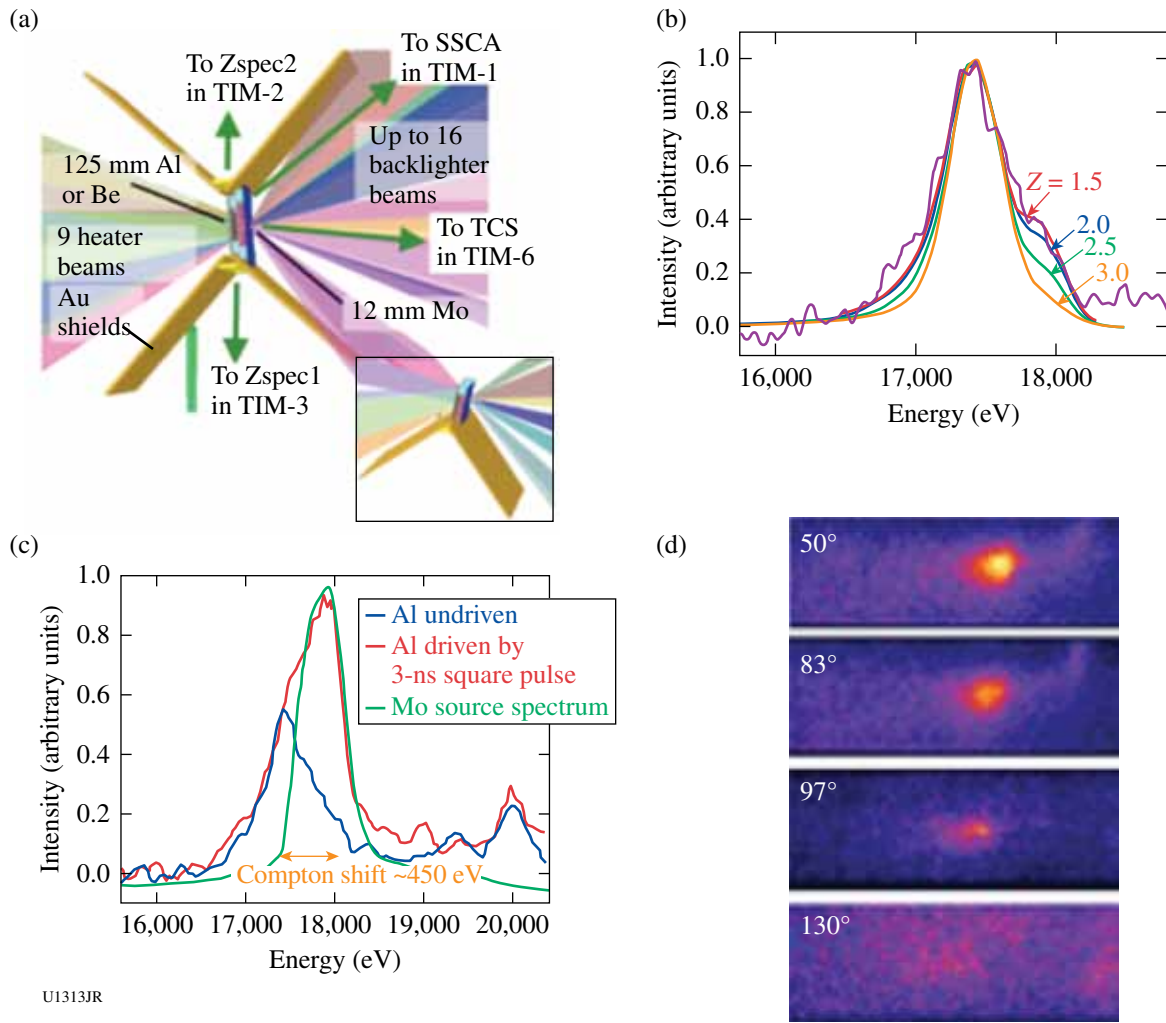 (a)
To Zspec2
in TIM-2
To SSCA
in TIM-1
Up to 16
backlighter
beams
125 mm Al
or Be
9 heater
beams
To TCS
in TIM-6
Au
shields
12 mm Mo
To Zspec1
in TIM-3
(b)
Intensity (arbitrary units)
1.0
0.8
0.6
0.4
0.2
0.0
Z = 1.5
2.0
2.5
3.0
16,000 17,000 18,000
Energy (eV)
(c)
Intensity (arbitrary units)
1.0
0.8
0.6
0.4
0.2
0.0
Al undriven
Al driven by
3-ns square pulse
Mo source spectrum
Compton shift ~450 eV
16,000 17,000 18,000 19,000 20,000
Energy (eV)
(d)
50°
83°
97°
130°
U1313JR